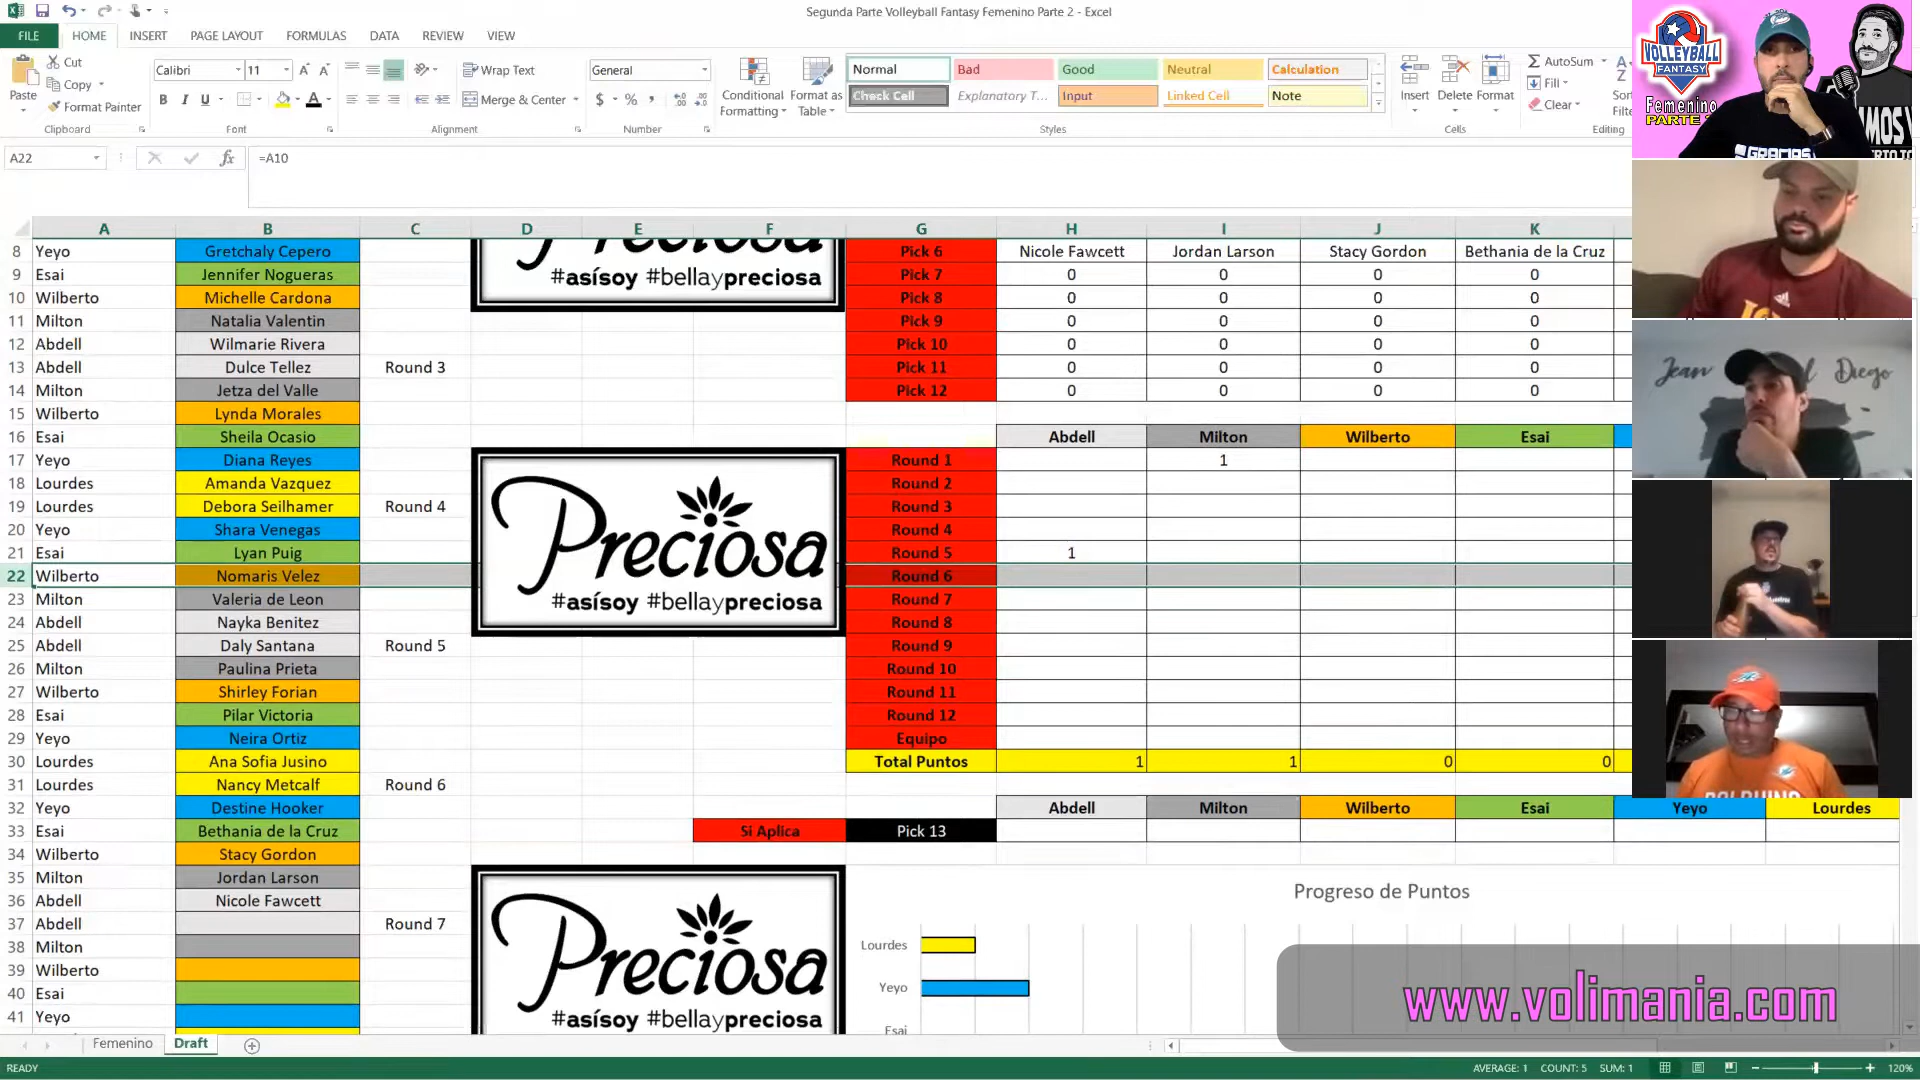 Segunda Parte Volleyball Fantasy Femenino Parte 2 - Excel
FILE HOME INSERT PAGE LAYOUT FORMULAS DATA REVIEW VIEW
Cut
Copy
Format Painter
Paste
Clipboard
Calibri 11
Font
Wrap Text
Merge & Center
Alignment
General
Number
Conditional Formatting
Format as Table
Normal Bad Good Neutral Calculation
Check Cell Explanatory T... Input Linked Cell Note
Styles
Insert Delete Format
Cells
AutoSum
Fill
Clear
Editing
A22 =A10
A B C D E F G H I J K
8 Yeyo Gretchaly Cepero Pick 6 Nicole Fawcett Jordan Larson Stacy Gordon Bethania de la Cruz
9 Esai Jennifer Nogueras Pick 7 0 0 0 0
10 Wilberto Michelle Cardona Pick 8 0 0 0 0
11 Milton Natalia Valentin Pick 9 0 0 0 0
12 Abdell Wilmarie Rivera Pick 10 0 0 0 0
13 Abdell Dulce Tellez Round 3 Pick 11 0 0 0 0
14 Milton Jetza del Valle Pick 12 0 0 0 0
15 Wilberto Lynda Morales
16 Esai Sheila Ocasio Abdell Milton Wilberto Esai
17 Yeyo Diana Reyes Round 1 1
18 Lourdes Amanda Vazquez Round 2
19 Lourdes Debora Seilhamer Round 4 Round 3
20 Yeyo Shara Venegas Round 4
21 Esai Lyan Puig Round 5 1
22 Wilberto Nomaris Velez Round 6
23 Milton Valeria de Leon Round 7
24 Abdell Nayka Benitez Round 8
25 Abdell Daly Santana Round 5 Round 9
26 Milton Paulina Prieta Round 10
27 Wilberto Shirley Forian Round 11
28 Esai Pilar Victoria Round 12
29 Yeyo Neira Ortiz Equipo
30 Lourdes Ana Sofia Jusino Total Puntos 1 1 0 0
31 Lourdes Nancy Metcalf Round 6
32 Yeyo Destine Hooker Abdell Milton Wilberto Esai Yeyo Lourdes
33 Esai Bethania de la Cruz Si Aplica Pick 13
34 Wilberto Stacy Gordon
35 Milton Jordan Larson
36 Abdell Nicole Fawcett
37 Abdell Round 7
38 Milton
39 Wilberto
40 Esai
41 Yeyo
Preciosa
#asísoy #bellaypreciosa
Preciosa
#asísoy #bellaypreciosa
Preciosa
#asísoy #bellaypreciosa
Progreso de Puntos
Lourdes
Yeyo
Esai
VOLLEYBALL
FANTASY
Femenino
Jean Diego
www.volimania.com
Femenino Draft
READY AVERAGE: 1 COUNT: 5 SUM: 1 120%